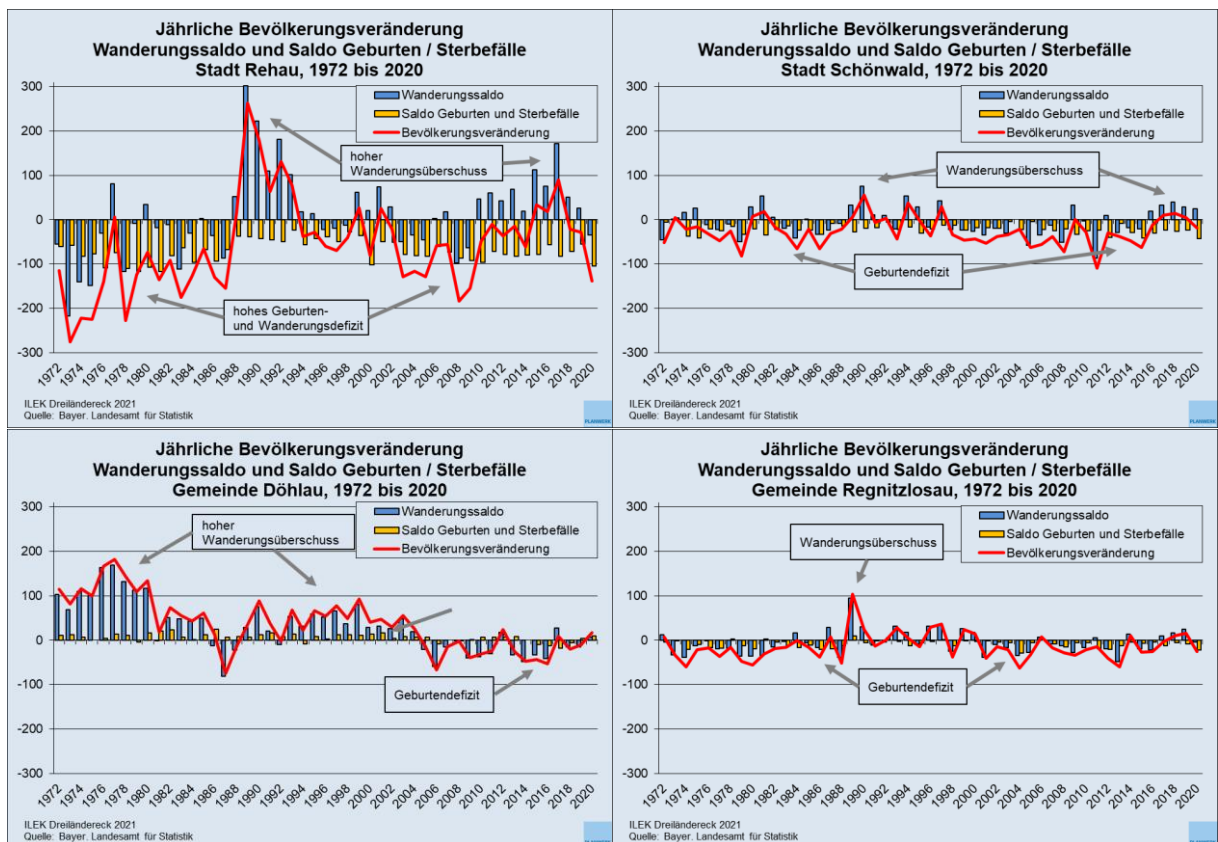 Jährliche Bevölkerungsveränderung
Wanderungssaldo und Saldo Geburten / Sterbefälle
Stadt Rehau, 1972 bis 2020
300
200
100
0
-100
-200
-300
Wanderungssaldo
Saldo Geburten und Sterbefälle
Bevölkerungsveränderung
hoher
Wanderungsüberschuss
hohes Geburten-
und Wanderungsdefizit
1972 1974 1976 1978 1980 1982 1984 1986 1988 1990 1992 1994 1996 1998 2000 2002 2004 2006 2008 2010 2012 2014 2016 2018 2020
ILEK Dreiländereck 2021
Quelle: Bayer. Landesamt für Statistik
PLANWERK
Jährliche Bevölkerungsveränderung
Wanderungssaldo und Saldo Geburten / Sterbefälle
Stadt Schönwald, 1972 bis 2020
300
200
100
0
-100
-200
-300
Wanderungssaldo
Saldo Geburten und Sterbefälle
Bevölkerungsveränderung
Wanderungsüberschuss
Geburtendefizit
1972 1974 1976 1978 1980 1982 1984 1986 1988 1990 1992 1994 1996 1998 2000 2002 2004 2006 2008 2010 2012 2014 2016 2018 2020
ILEK Dreiländereck 2021
Quelle: Bayer. Landesamt für Statistik
PLANWERK
Jährliche Bevölkerungsveränderung
Wanderungssaldo und Saldo Geburten / Sterbefälle
Gemeinde Döhlau, 1972 bis 2020
300
200
100
0
-100
-200
-300
Wanderungssaldo
Saldo Geburten und Sterbefälle
Bevölkerungsveränderung
hoher
Wanderungsüberschuss
Geburtendefizit
1972 1974 1976 1978 1980 1982 1984 1986 1988 1990 1992 1994 1996 1998 2000 2002 2004 2006 2008 2010 2012 2014 2016 2018 2020
ILEK Dreiländereck 2021
Quelle: Bayer. Landesamt für Statistik
Jährliche Bevölkerungsveränderung
Wanderungssaldo und Saldo Geburten / Sterbefälle
Gemeinde Regnitzlosau, 1972 bis 2020
300
200
100
0
-100
-200
-300
Wanderungssaldo
Saldo Geburten und Sterbefälle
Bevölkerungsveränderung
Wanderungsüberschuss
Geburtendefizit
1972 1974 1976 1978 1980 1982 1984 1986 1988 1990 1992 1994 1996 1998 2000 2002 2004 2006 2008 2010 2012 2014 2016 2018 2020
ILEK Dreiländereck 2021
Quelle: Bayer. Landesamt für Statistik